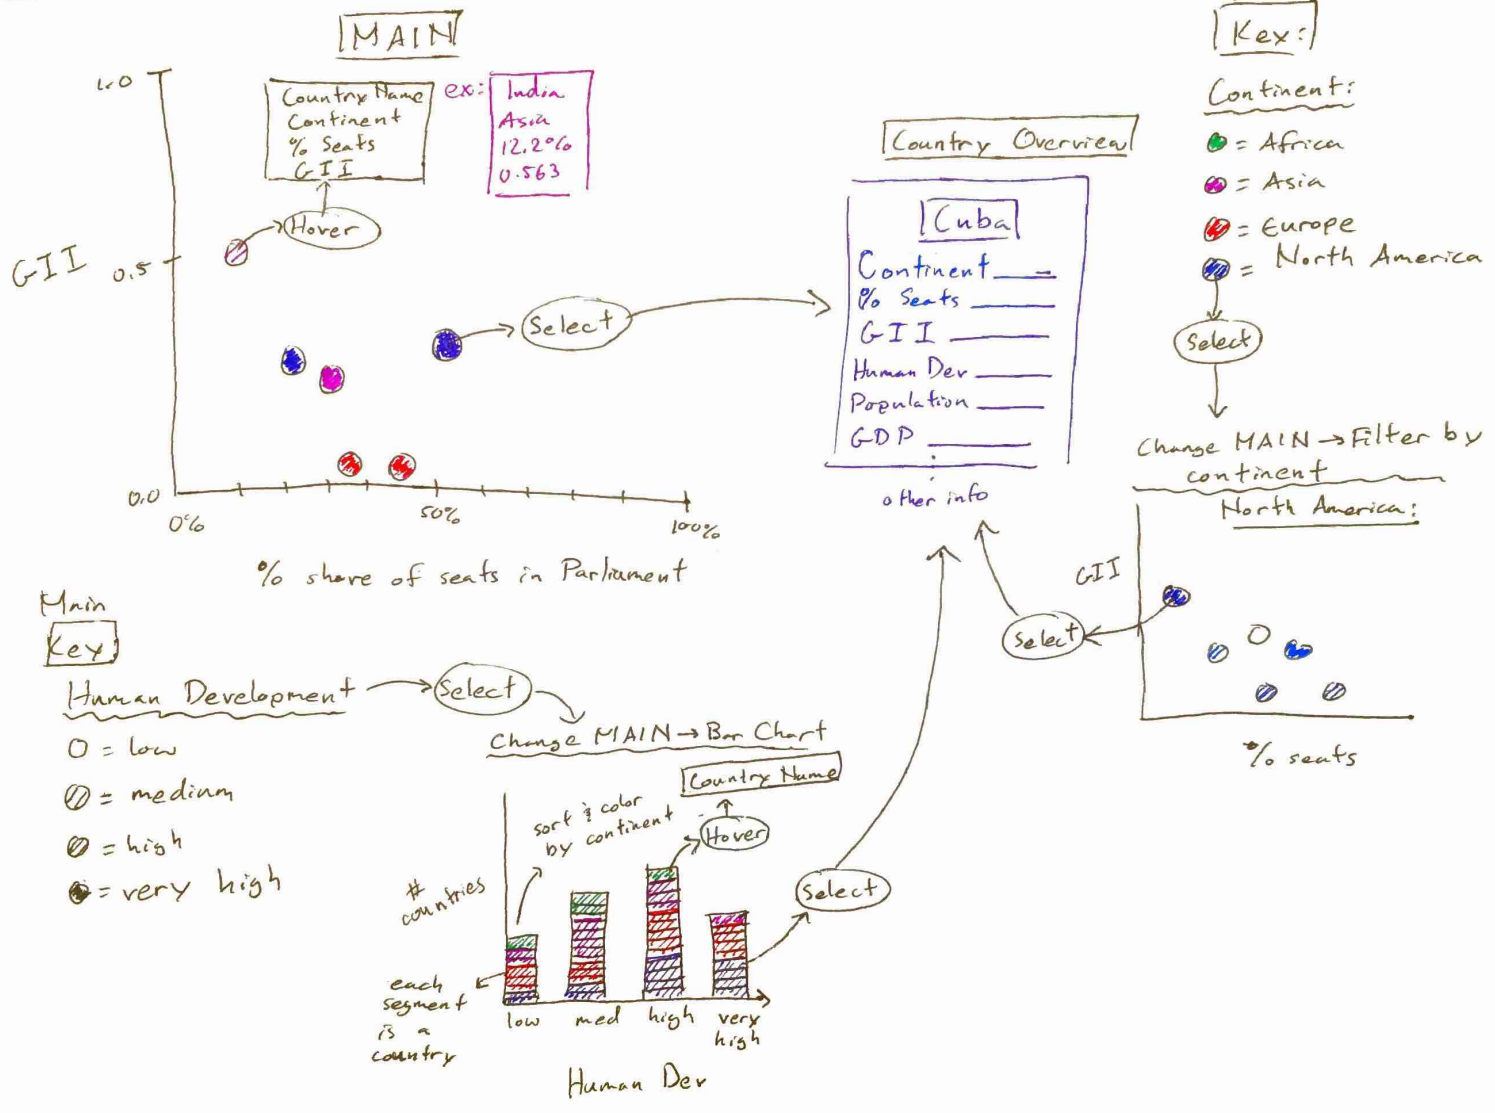 MAIN
1.0
Country Name
Continent
% Seats
GII
ex:
India
Asia
12.2%
0.563
Hover
GII
0.5
Select
0.0
0%
50%
100%
% share of seats in Parliament
Country Overview
Cuba
Continent
% Seats
GII
Human Dev
Population
GDP
other info
Key:
Continent:
= Africa
= Asia
= Europe
= North America
Select
Change MAIN → Filter by
continent
North America:
GII
Select
% seats
Main
Key:
Human Development
Select
= low
= medium
= high
= very high
Change MAIN → Bar Chart
Country Name
Hover
sort & color
by continent
Select
#
countries
each
segment
is a
country
low
med
high
very
high
Human Dev